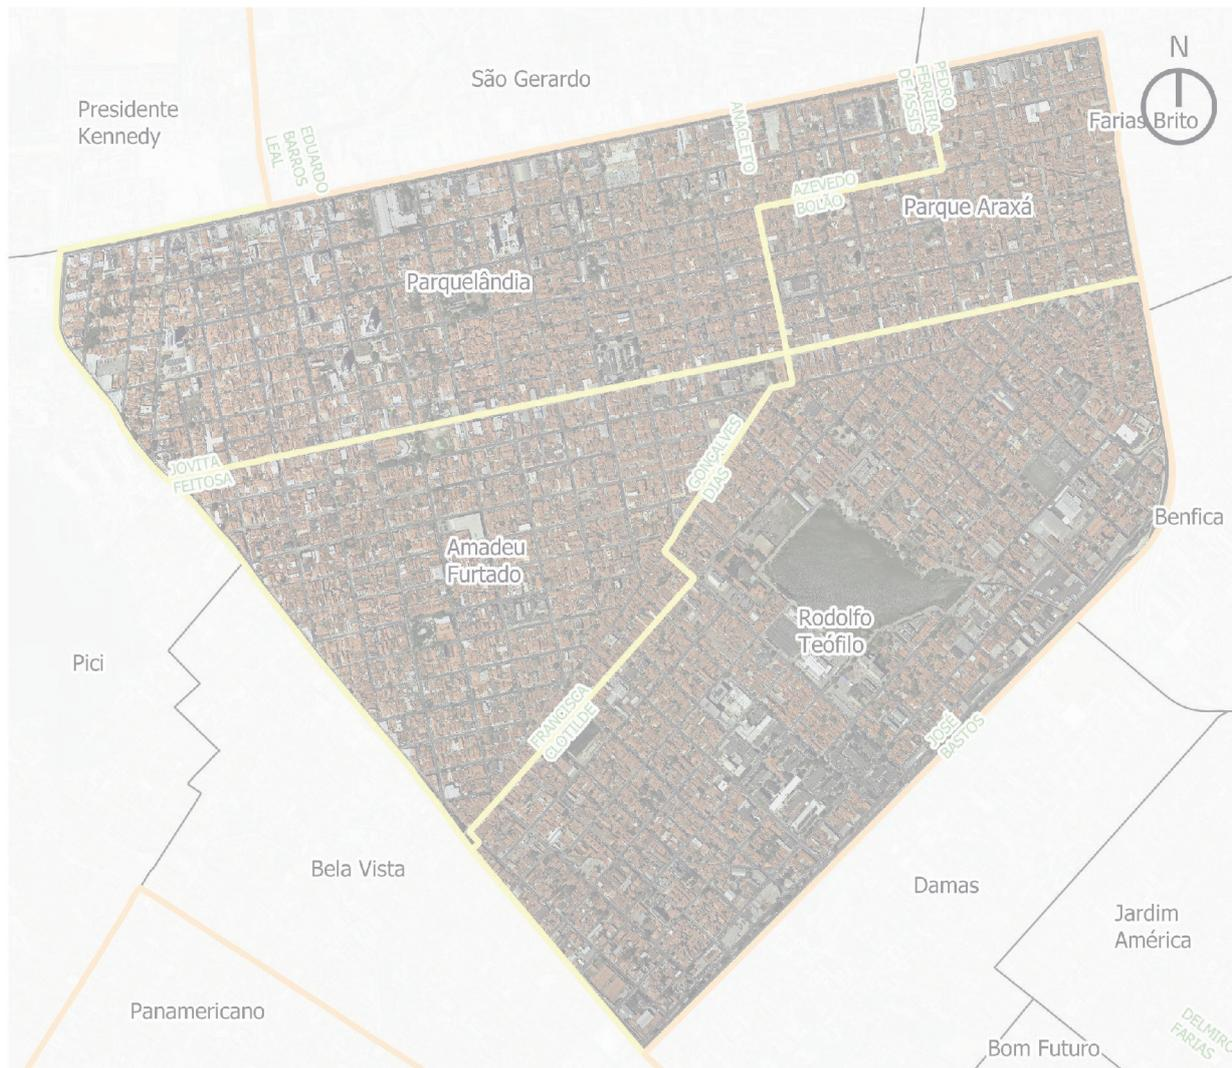 N
São Gerardo
Presidente
Kennedy
PEDRO
FERREIRA
DE ASSIS
ANACLETO
Farias Brito
EDUARDO
BARROS
LEAL
AZEVEDO
BOLÃO
Parque Araxá
Parquelândia
GONÇALVES
DIAS
JOVITA
FEITOSA
Benfica
Amadeu
Furtado
Rodolfo
Teófilo
Pici
FRANCISCA
CLOTILDE
JOSÉ
BASTOS
Bela Vista
Damas
Jardim
América
Panamericano
DELMIRO
FARIAS
Bom Futuro